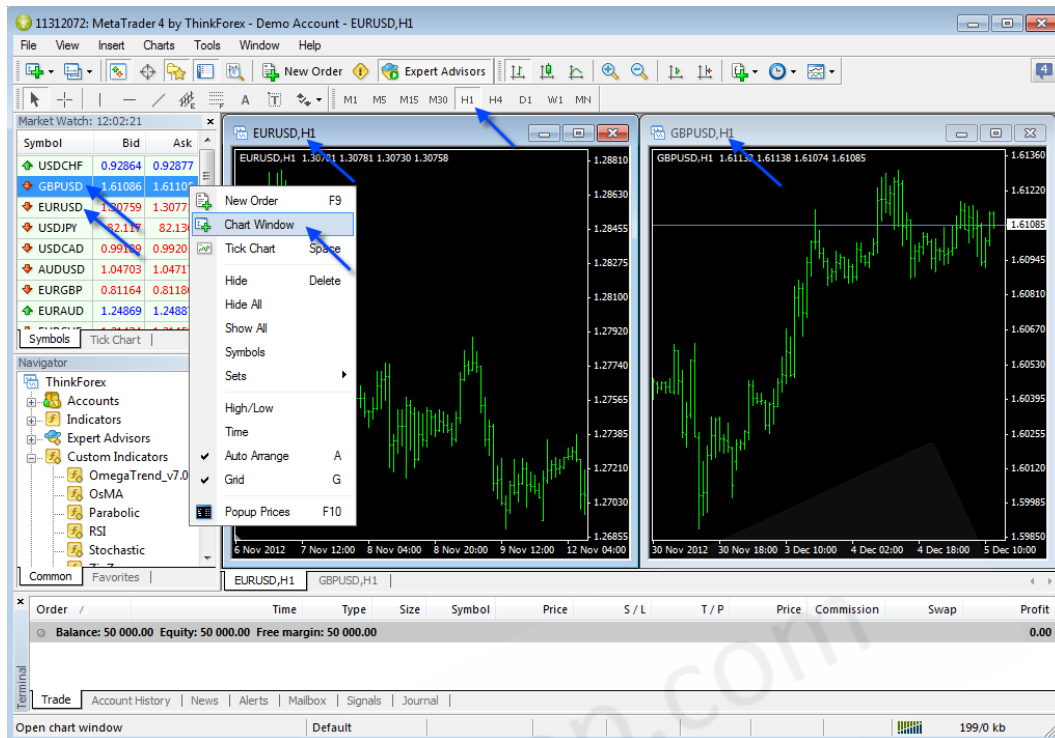 11312072: MetaTrader 4 by ThinkForex - Demo Account - EURUSD,H1
File View Insert Charts Tools Window Help
New Order Expert Advisors 4
A T M1 M5 M15 M30 H1 H4 D1 W1 MN
Market Watch: 12:02:21
Symbol Bid Ask
USDCHF 0.92864 0.92877
GBPUSD 1.61086
EURUSD
USDJPY
USDCAD
AUDUSD 1.04703
EURGBP 0.81164
EURAUD 1.24869
Symbols Tick Chart
Navigator
ThinkForex
Accounts
Indicators
Expert Advisors
Custom Indicators
OmegaTrend_v7.0
OsMA
Parabolic
RSI
Stochastic
Common Favorites
New Order F9
Chart Window
Tick Chart Space
Hide Delete
Hide All
Show All
Symbols
Sets
High/Low
Time
Auto Arrange A
Grid G
Popup Prices F10
EURUSD,H1
EURUSD,H1 1.30781 1.30730 1.30758
1.28810
1.28630
1.28455
1.28275
1.28100
1.27920
1.27740
1.27565
1.27385
1.27210
1.27030
1.26855
6 Nov 2012 7 Nov 12:00 8 Nov 04:00 8 Nov 20:00 9 Nov 12:00 12 Nov 04:00
GBPUSD,H1
GBPUSD,H1 1.61138 1.61074 1.61085
1.61360
1.61220
1.61085
1.60945
1.60810
1.60670
1.60530
1.60395
1.60255
1.60120
1.59985
1.59850
30 Nov 2012 30 Nov 18:00 3 Dec 10:00 4 Dec 02:00 4 Dec 18:00 5 Dec 10:00
EURUSD,H1 GBPUSD,H1
Order / Time Type Size Symbol Price S / L T / P Price Commission Swap Profit
Balance: 50 000.00 Equity: 50 000.00 Free margin: 50 000.00 0.00
Terminal
Trade Account History News Alerts Mailbox Signals Journal
Open chart window Default 199/0 kb